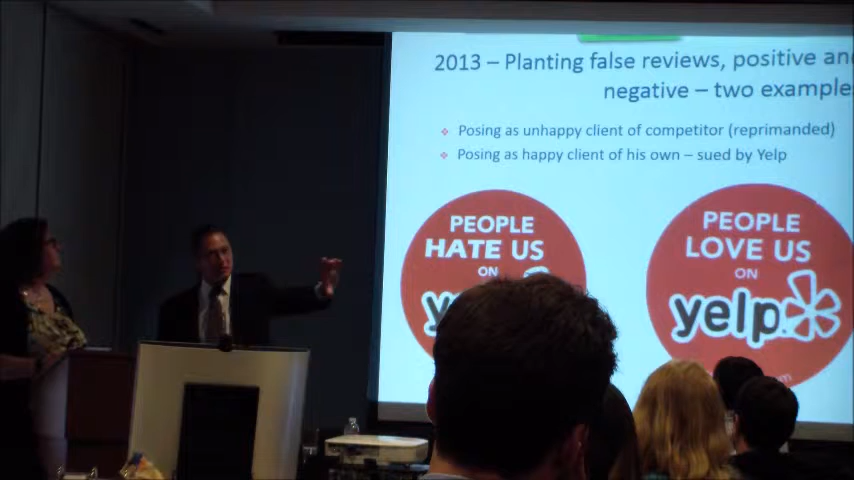 2013 – Planting false reviews, positive and
negative – two example
Posing as unhappy client of competitor (reprimanded)
Posing as happy client of his own – sued by Yelp
PEOPLE
HATE US
ON
PEOPLE
LOVE US
ON
yelp